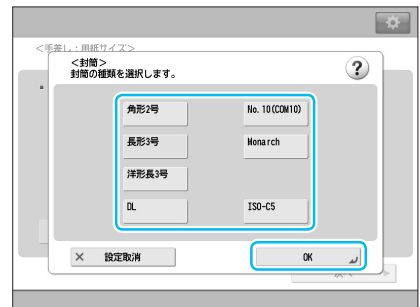 <手差し：用紙サイズ>
<封筒>
封筒の種類を選択します。
?
角形2号 No. 10(COM10)
長形3号 Monarch
洋形長3号
DL ISO-C5
× 設定取消 OK
次へ